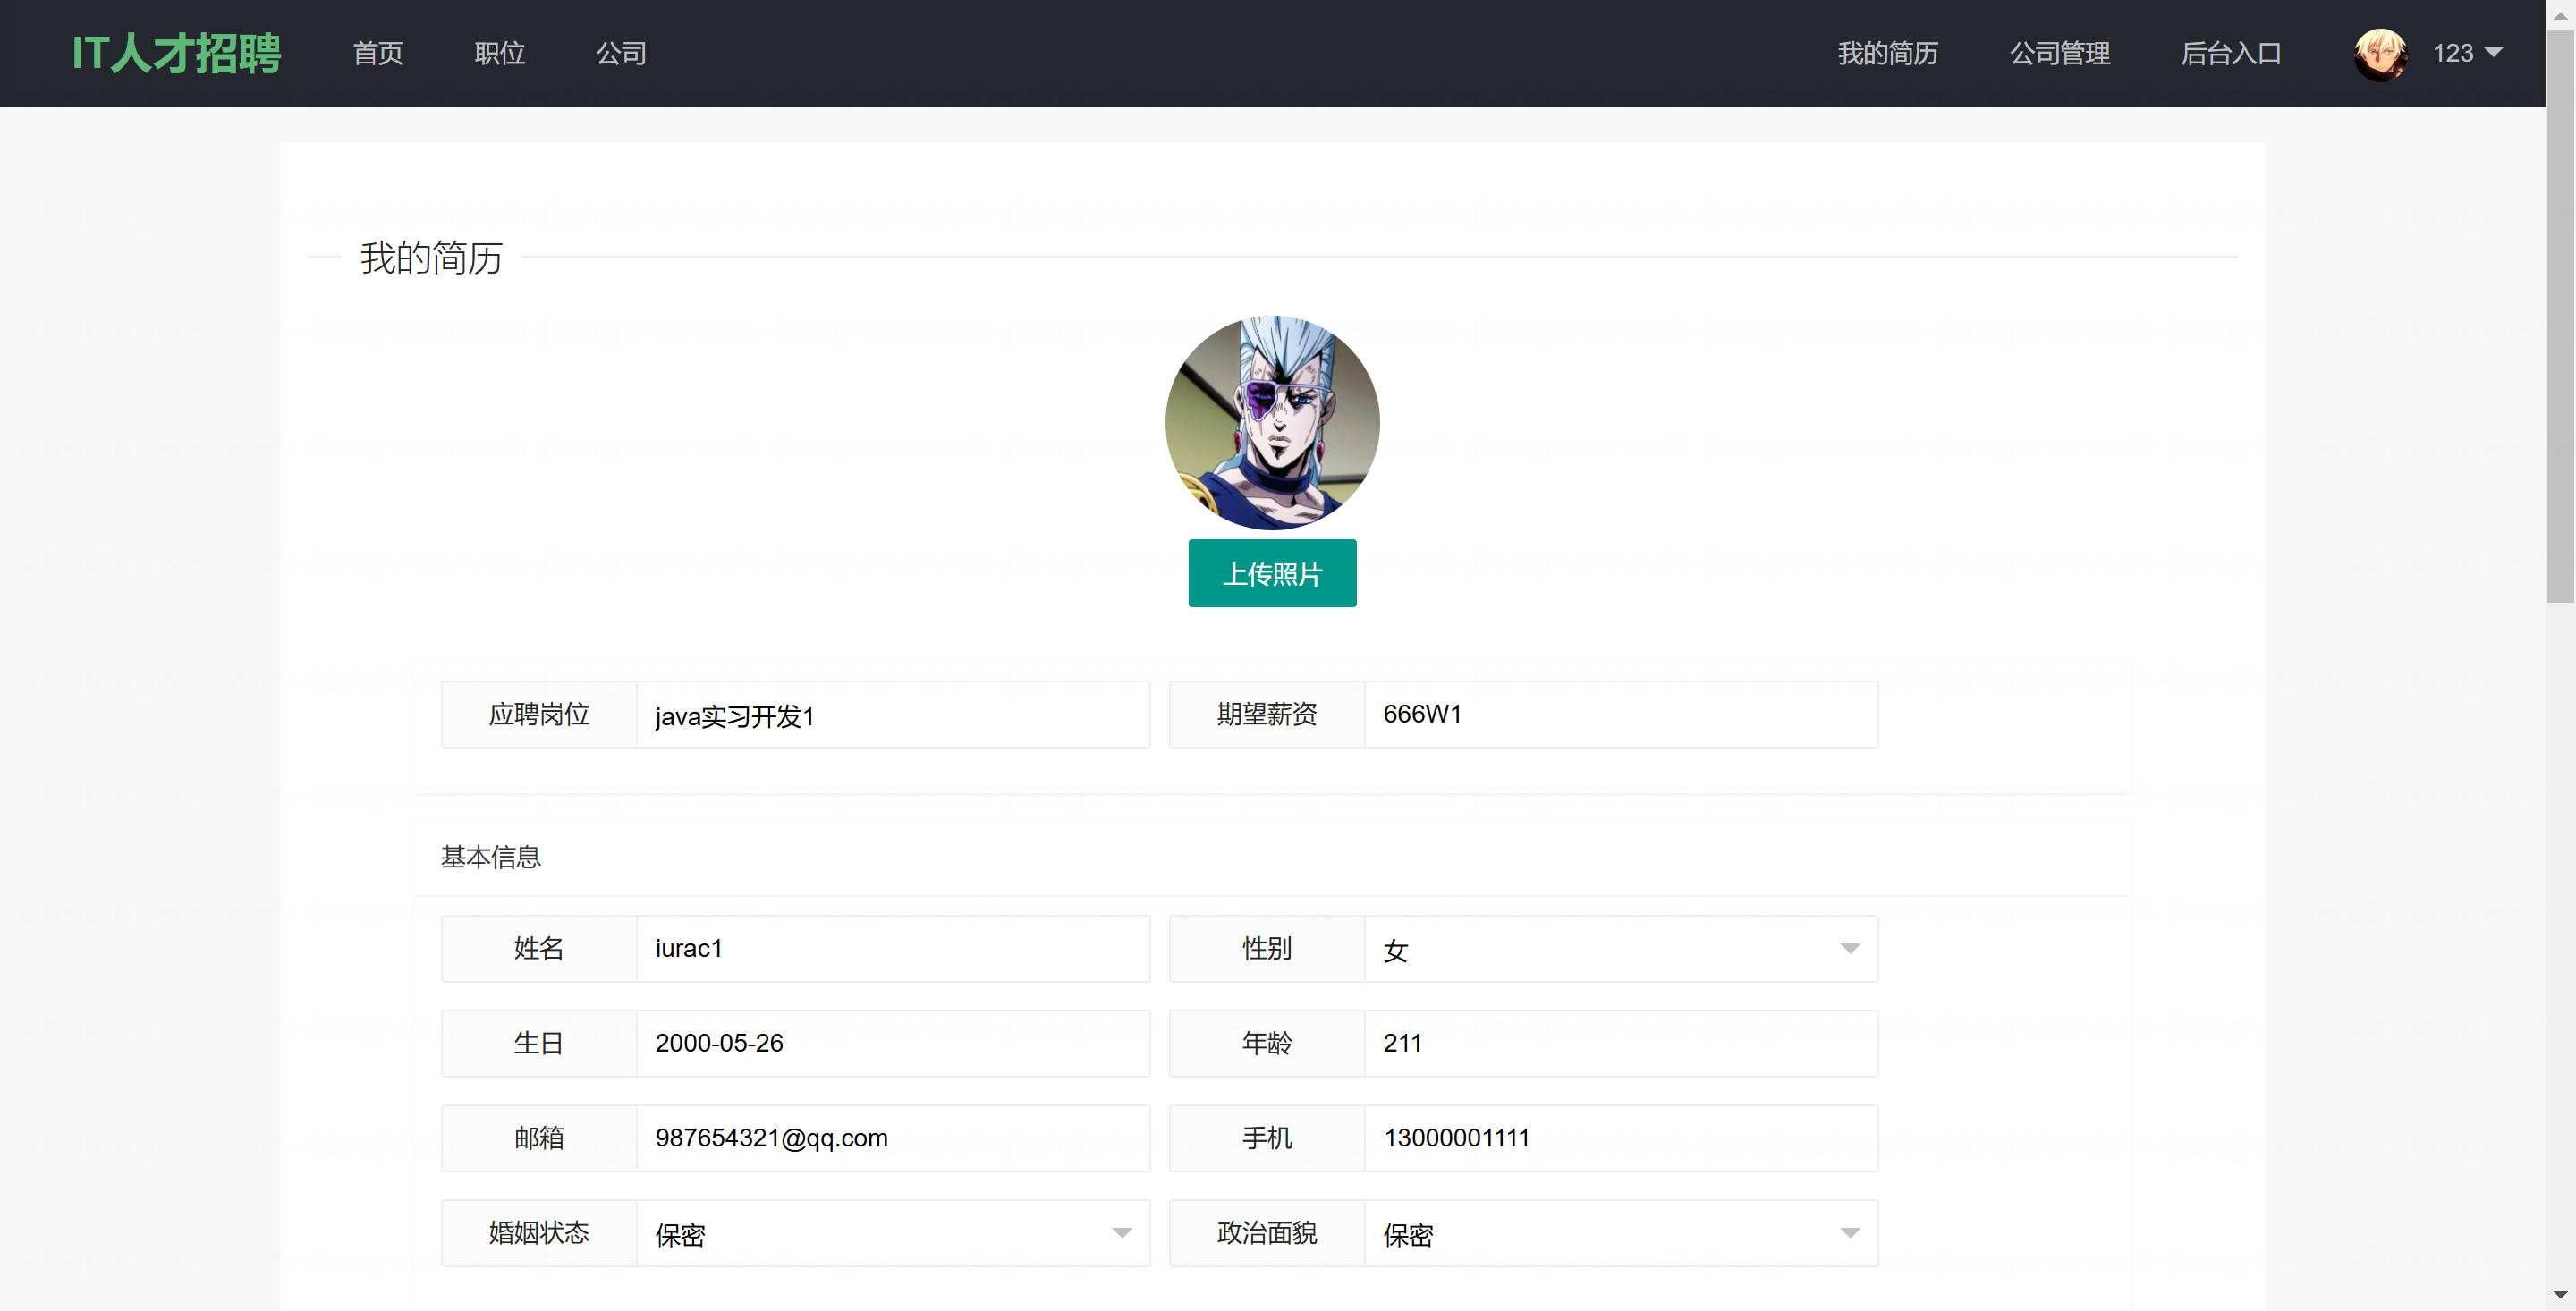 IT人才招聘 首页 职位 公司 我的简历 公司管理 后台入口 123
我的简历
上传照片
应聘岗位 java实习开发1 期望薪资 666W1
基本信息
姓名 iurac1 性别 女
生日 2000-05-26 年龄 211
邮箱 987654321@qq.com 手机 13000001111
婚姻状态 保密 政治面貌 保密